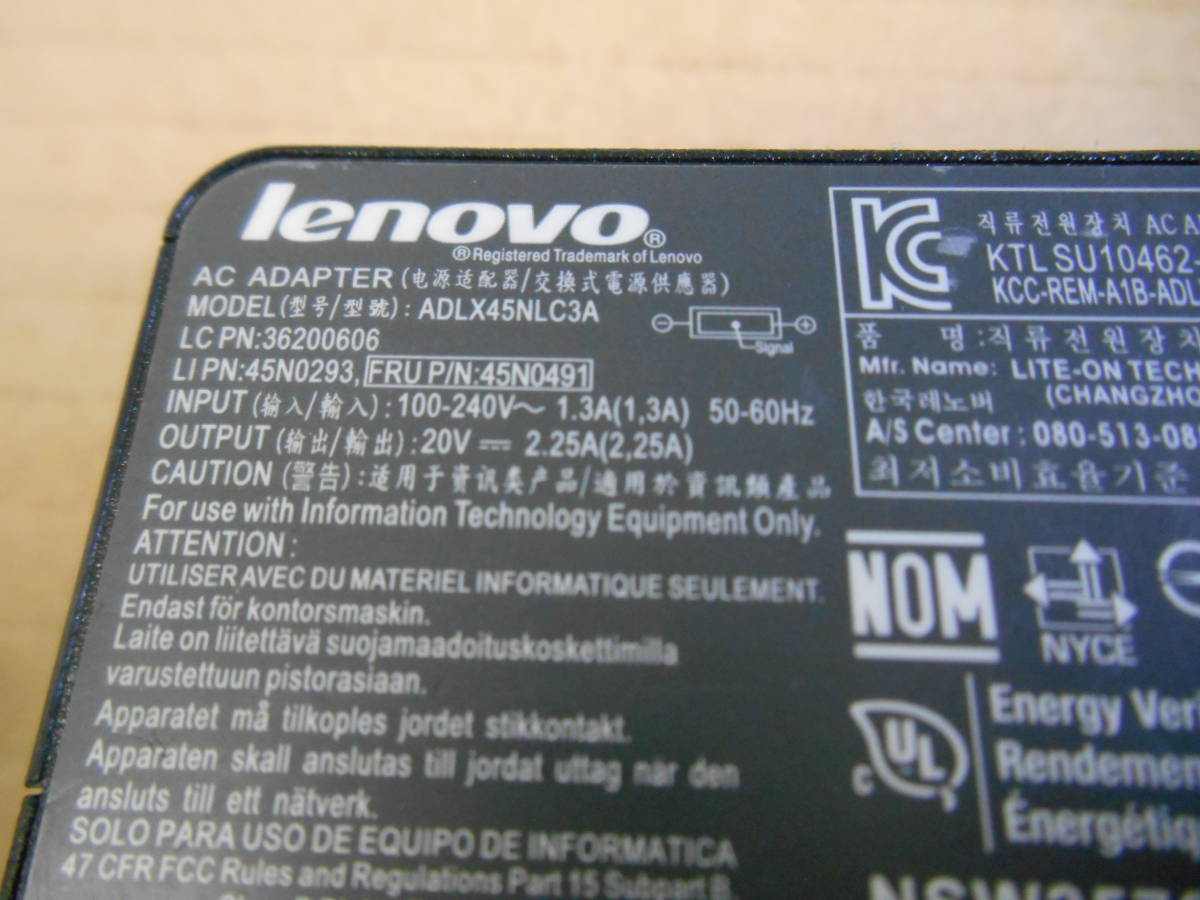 lenovo®
®Registered Trademark of Lenovo
AC ADAPTER (电源适配器/交換式電源供應器)
MODEL (型号/型號) : ADLX45NLC3A
LC PN:36200606
LI PN:45N0293, FRU P/N:45N0491
INPUT (输入/輸入) : 100-240V～ 1.3A(1,3A) 50-60Hz
OUTPUT (输出/輸出) : 20V ⎓ 2.25A(2,25A)
CAUTION (警告) : 适用于资讯类产品/適用於資訊類產品
For use with Information Technology Equipment Only.
ATTENTION :
UTILISER AVEC DU MATERIEL INFORMATIQUE SEULEMENT.
Endast för kontorsmaskin.
Laite on liitettävä suojamaadoituskoskettimilla
varustettuun pistorasiaan.
Apparatet må tilkoples jordet stikkontakt.
Apparaten skall anslutas till jordat uttag när den
ansluts till ett nätverk.
SOLO PARA USO DE EQUIPO DE INFORMATICA
47 CFR FCC Rules and Regulations Part 15 Subpart B,
Signal
직류전원장치 AC A
KTL SU10462-
KCC-REM-A1B-ADL
품 명 : 직류전원장치
Mfr. Name: LITE-ON TECH
(CHANGZHO
한국레노버
A/S Center : 080-513-08
최저소비효율기준
NOM
NYCE
C UL
Energy Ver
Rendemen
Énergétiq